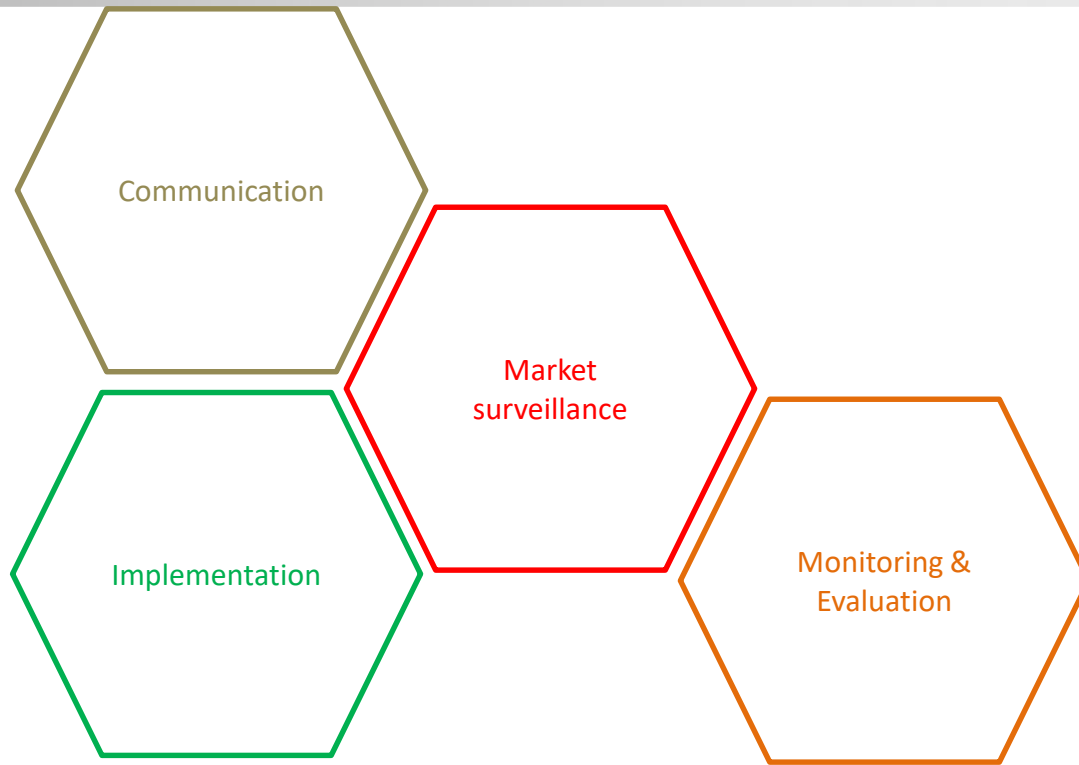 Communication
Market
surveillance
Implementation
Monitoring &
Evaluation